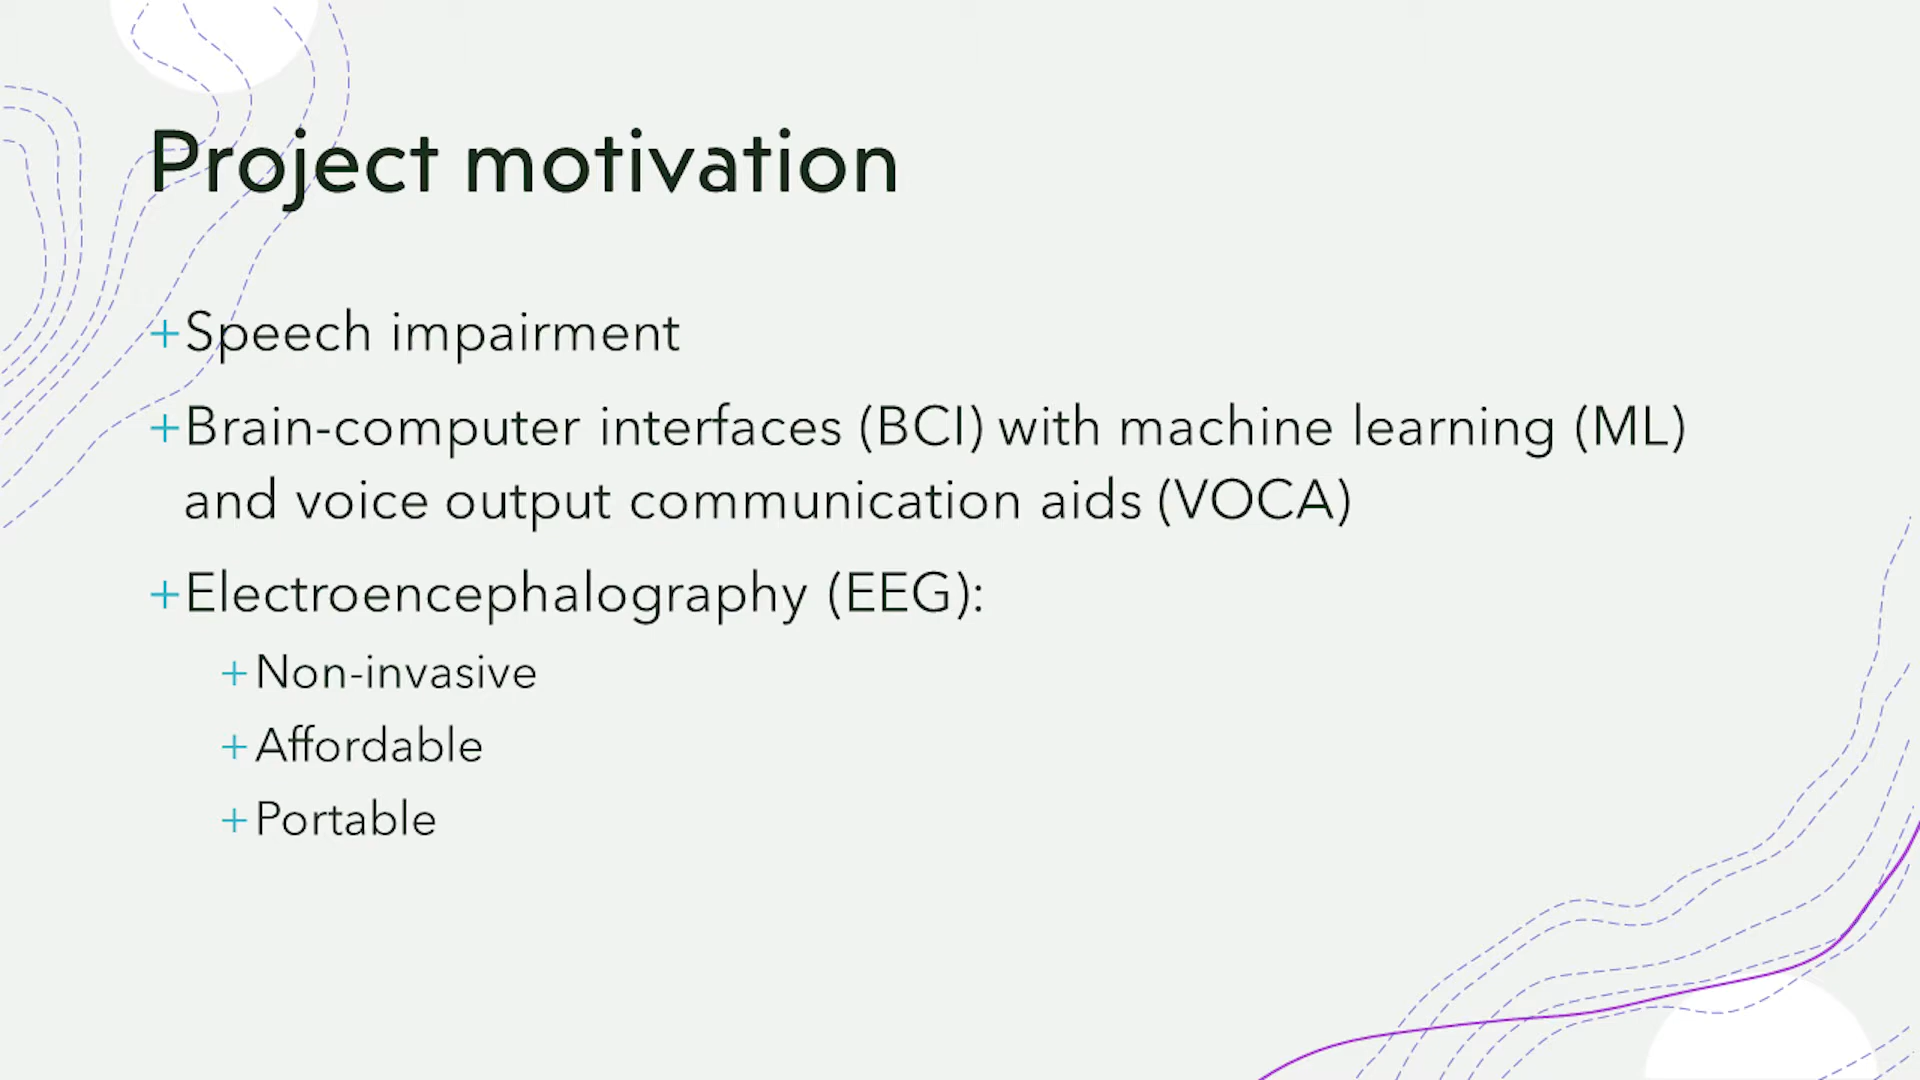 Project motivation
+Speech impairment
+Brain-computer interfaces (BCI) with machine learning (ML)
and voice output communication aids (VOCA)
+Electroencephalography (EEG):
+Non-invasive
+Affordable
+Portable